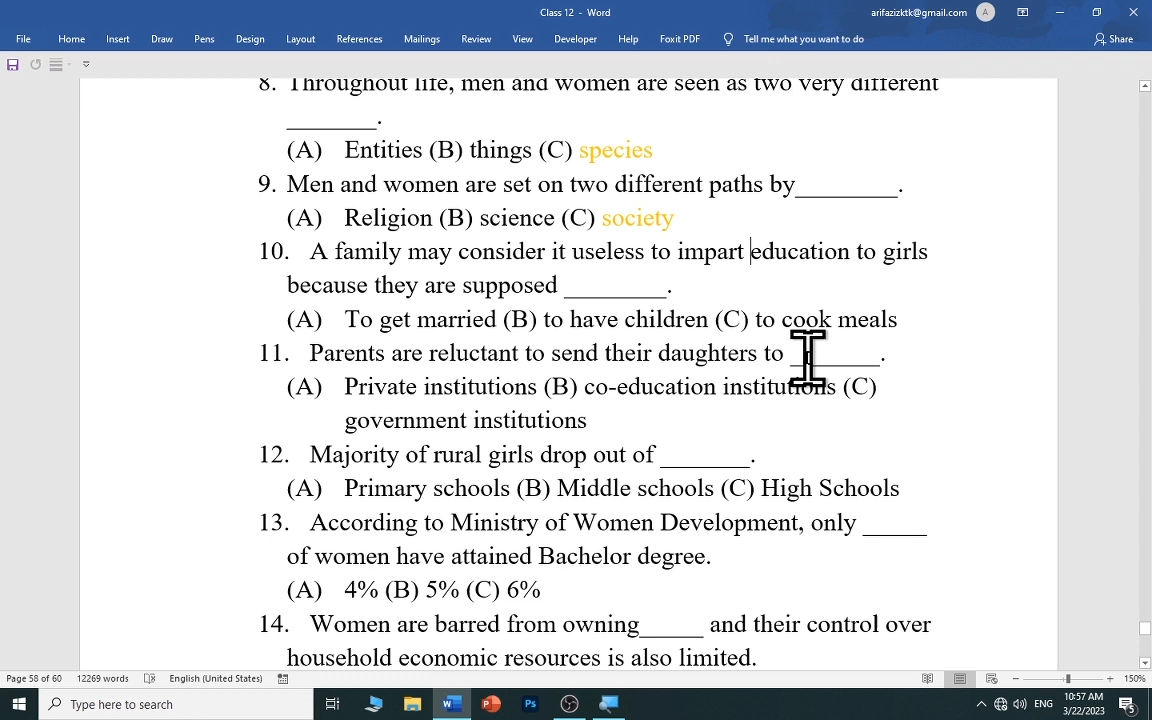 Class 12 - Word
arifazizktk@gmail.com
A
File Home Insert Draw Pens Design Layout References Mailings Review View Developer Help Foxit PDF Tell me what you want to do Share
8. Throughout life, men and women are seen as two very different
_______.
(A) Entities (B) things (C) species
9. Men and women are set on two different paths by________.
(A) Religion (B) science (C) society
10. A family may consider it useless to impart education to girls
because they are supposed ________.
(A) To get married (B) to have children (C) to cook meals
11. Parents are reluctant to send their daughters to _______.
(A) Private institutions (B) co-education institutions (C)
government institutions
12. Majority of rural girls drop out of _______.
(A) Primary schools (B) Middle schools (C) High Schools
13. According to Ministry of Women Development, only _____
of women have attained Bachelor degree.
(A) 4% (B) 5% (C) 6%
14. Women are barred from owning_____ and their control over
household economic resources is also limited.
Page 58 of 60 12269 words English (United States) 150%
Type here to search
W P Ps
ENG
10:57 AM
3/22/2023
5